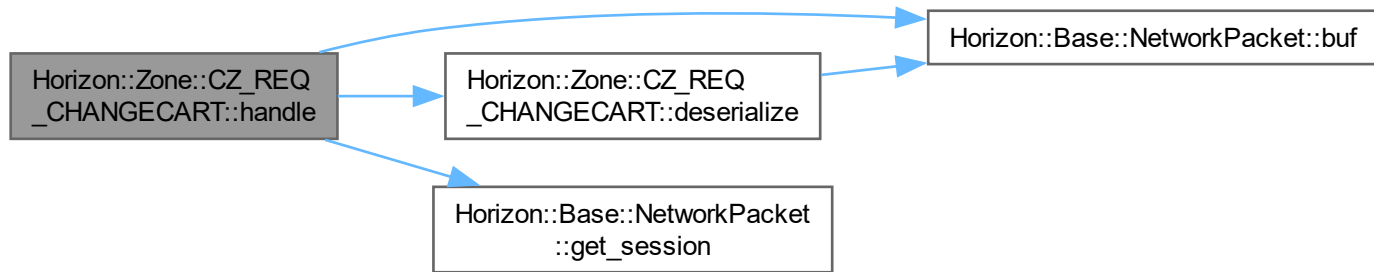 Horizon::Zone::CZ_REQ
_CHANGECART::handle
Horizon::Zone::CZ_REQ
_CHANGECART::deserialize
Horizon::Base::NetworkPacket::buf
Horizon::Base::NetworkPacket
::get_session